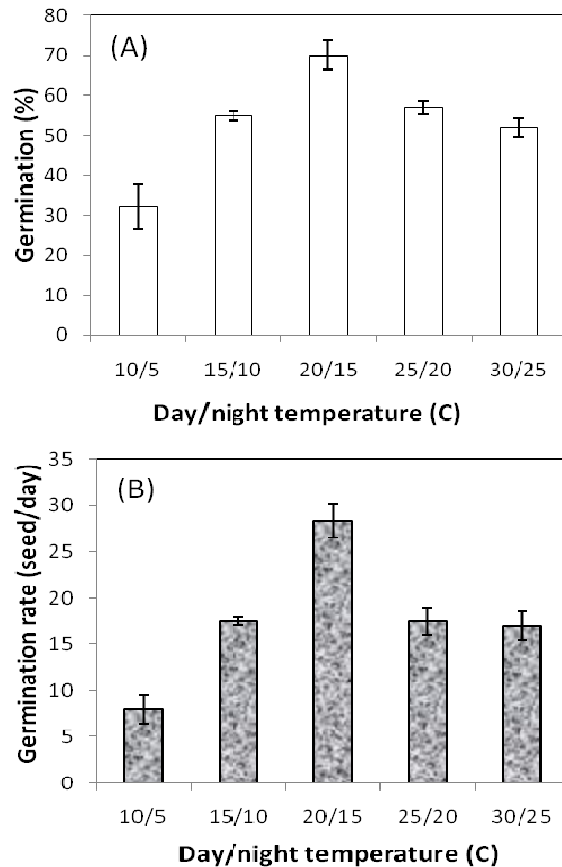 (A)
Germination (%)
80
70
60
50
40
30
20
10
0
10/5 15/10 20/15 25/20 30/25
Day/night temperature (C)
(B)
Germination rate (seed/day)
35
30
25
20
15
10
5
0
10/5 15/10 20/15 25/20 30/25
Day/night temperature (C)